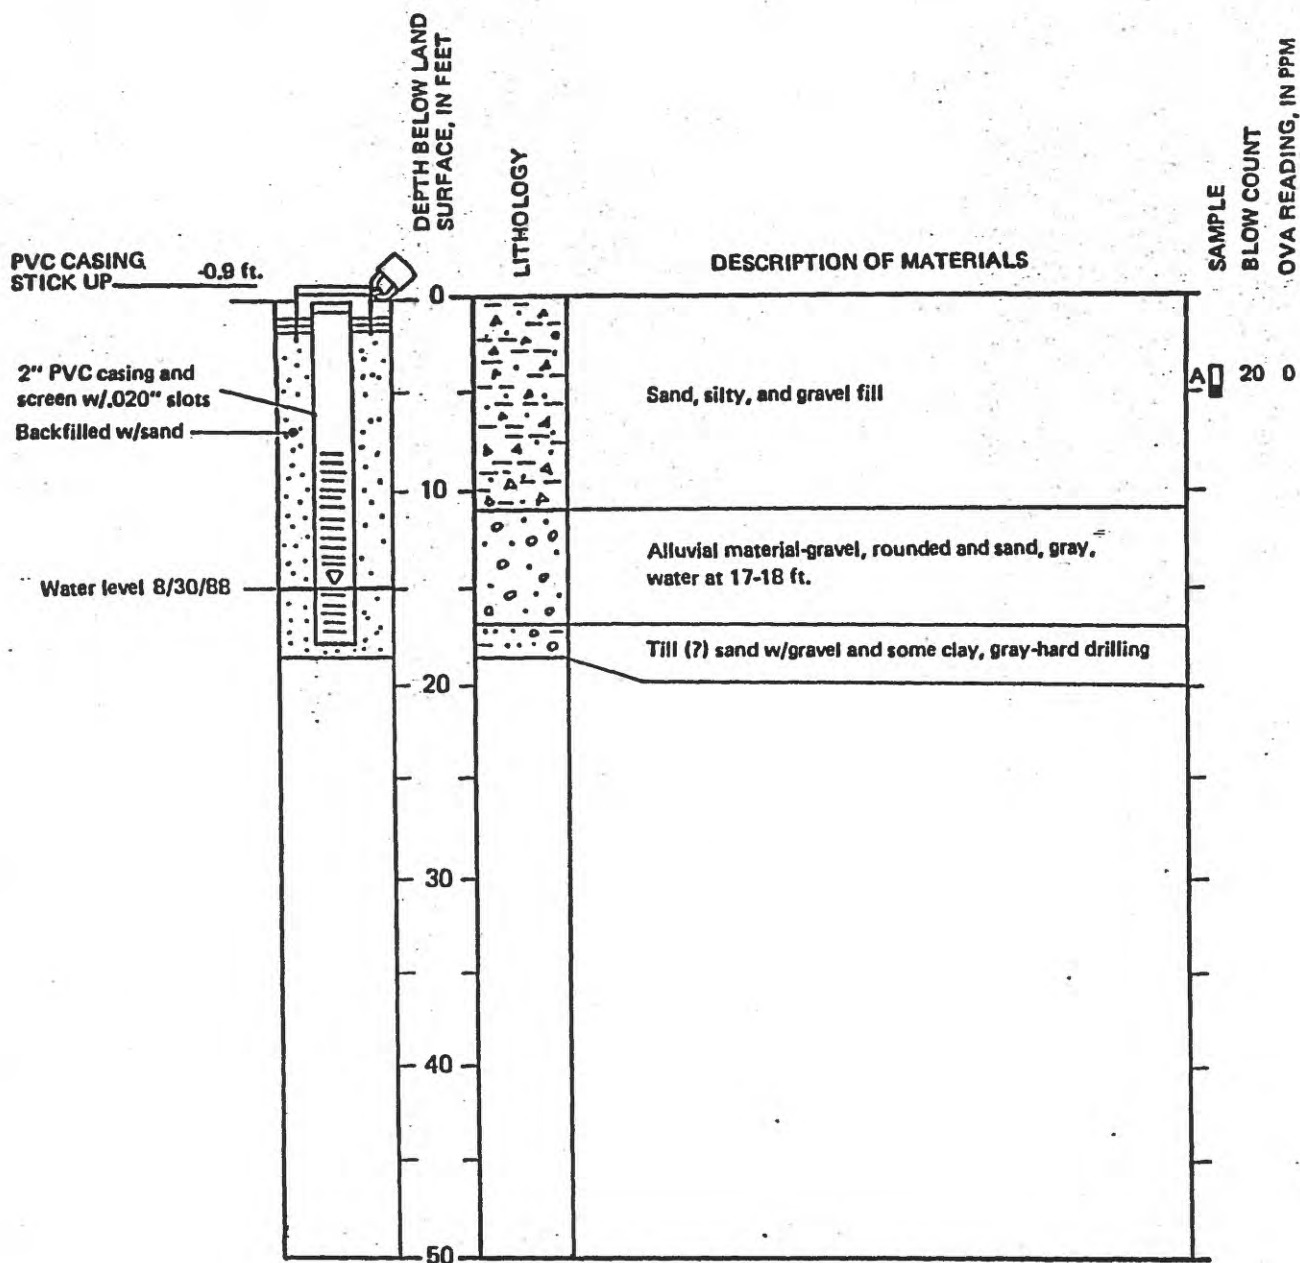 DEPTH BELOW LAND
SURFACE, IN FEET
LITHOLOGY
DESCRIPTION OF MATERIALS
SAMPLE
BLOW COUNT
OVA READING, IN PPM
PVC CASING
STICK UP -0.9 ft.
0
2" PVC casing and
screen w/.020" slots
Backfilled w/sand
Sand, silty, and gravel fill
A 20 0
10
Alluvial material-gravel, rounded and sand, gray,
water at 17-18 ft.
Water level 8/30/88
Till (?) sand w/gravel and some clay, gray-hard drilling
20
30
40
50